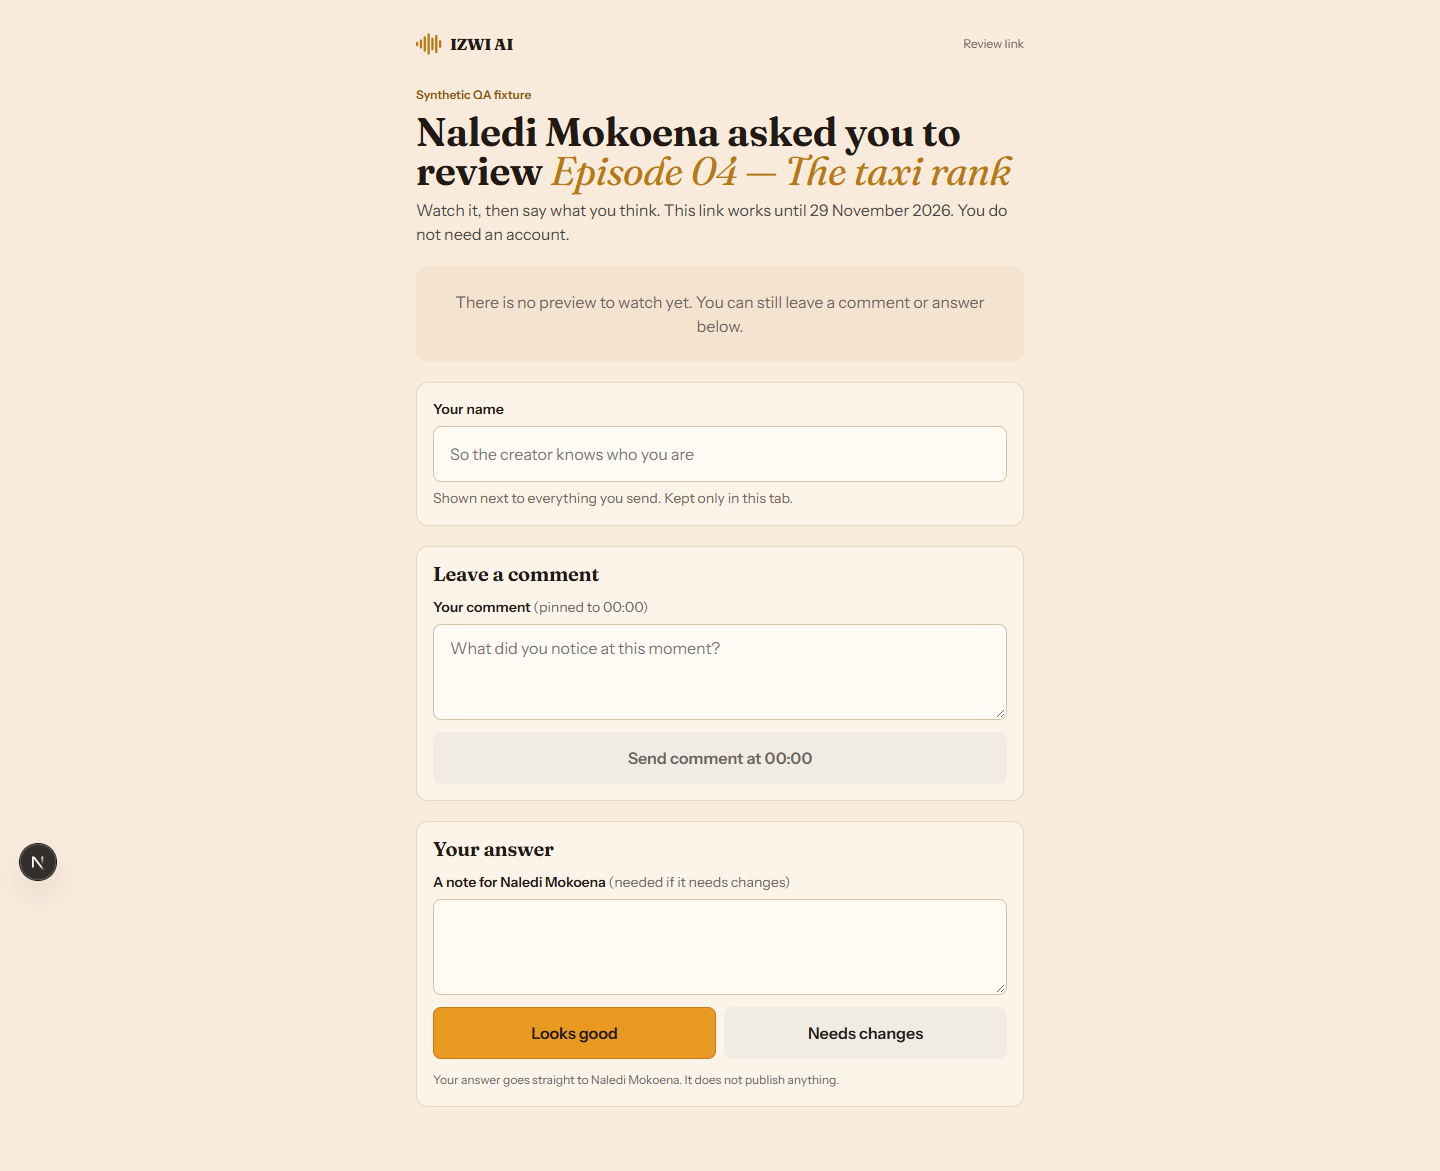 IZWI AI
Review link
Synthetic QA fixture
Naledi Mokoena asked you to
review Episode 04 — The taxi rank
Watch it, then say what you think. This link works until 29 November 2026. You do
not need an account.
There is no preview to watch yet. You can still leave a comment or answer
below.
Your name
So the creator knows who you are
Shown next to everything you send. Kept only in this tab.
Leave a comment
Your comment (pinned to 00:00)
What did you notice at this moment?
Send comment at 00:00
Your answer
A note for Naledi Mokoena (needed if it needs changes)
N
Looks good
Needs changes
Your answer goes straight to Naledi Mokoena. It does not publish anything.